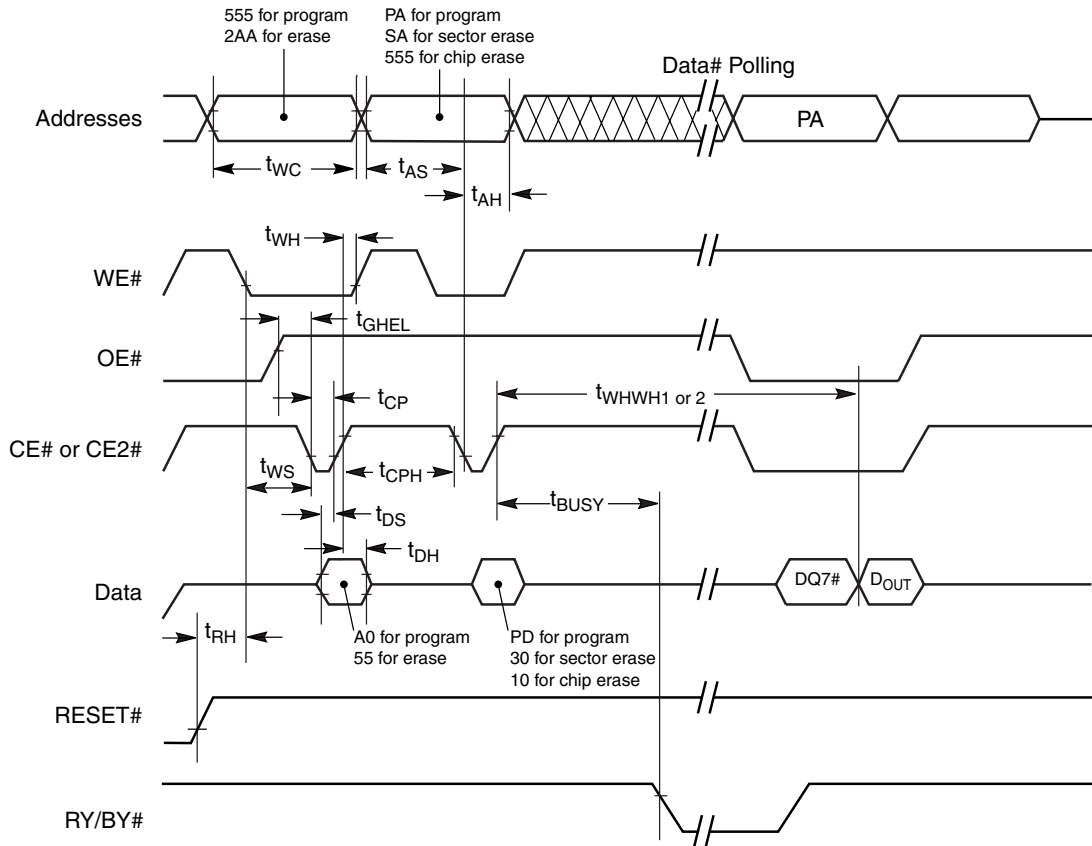 555 for program
2AA for erase
PA for program
SA for sector erase
555 for chip erase
Data# Polling
Addresses
PA
tWC
tAS
tAH
tWH
WE#
tGHEL
OE#
tWHWH1 or 2
tCP
CE# or CE2#
tWS
tCPH
tBUSY
tDS
tDH
Data
DQ7#
DOUT
tRH
A0 for program
55 for erase
PD for program
30 for sector erase
10 for chip erase
RESET#
RY/BY#